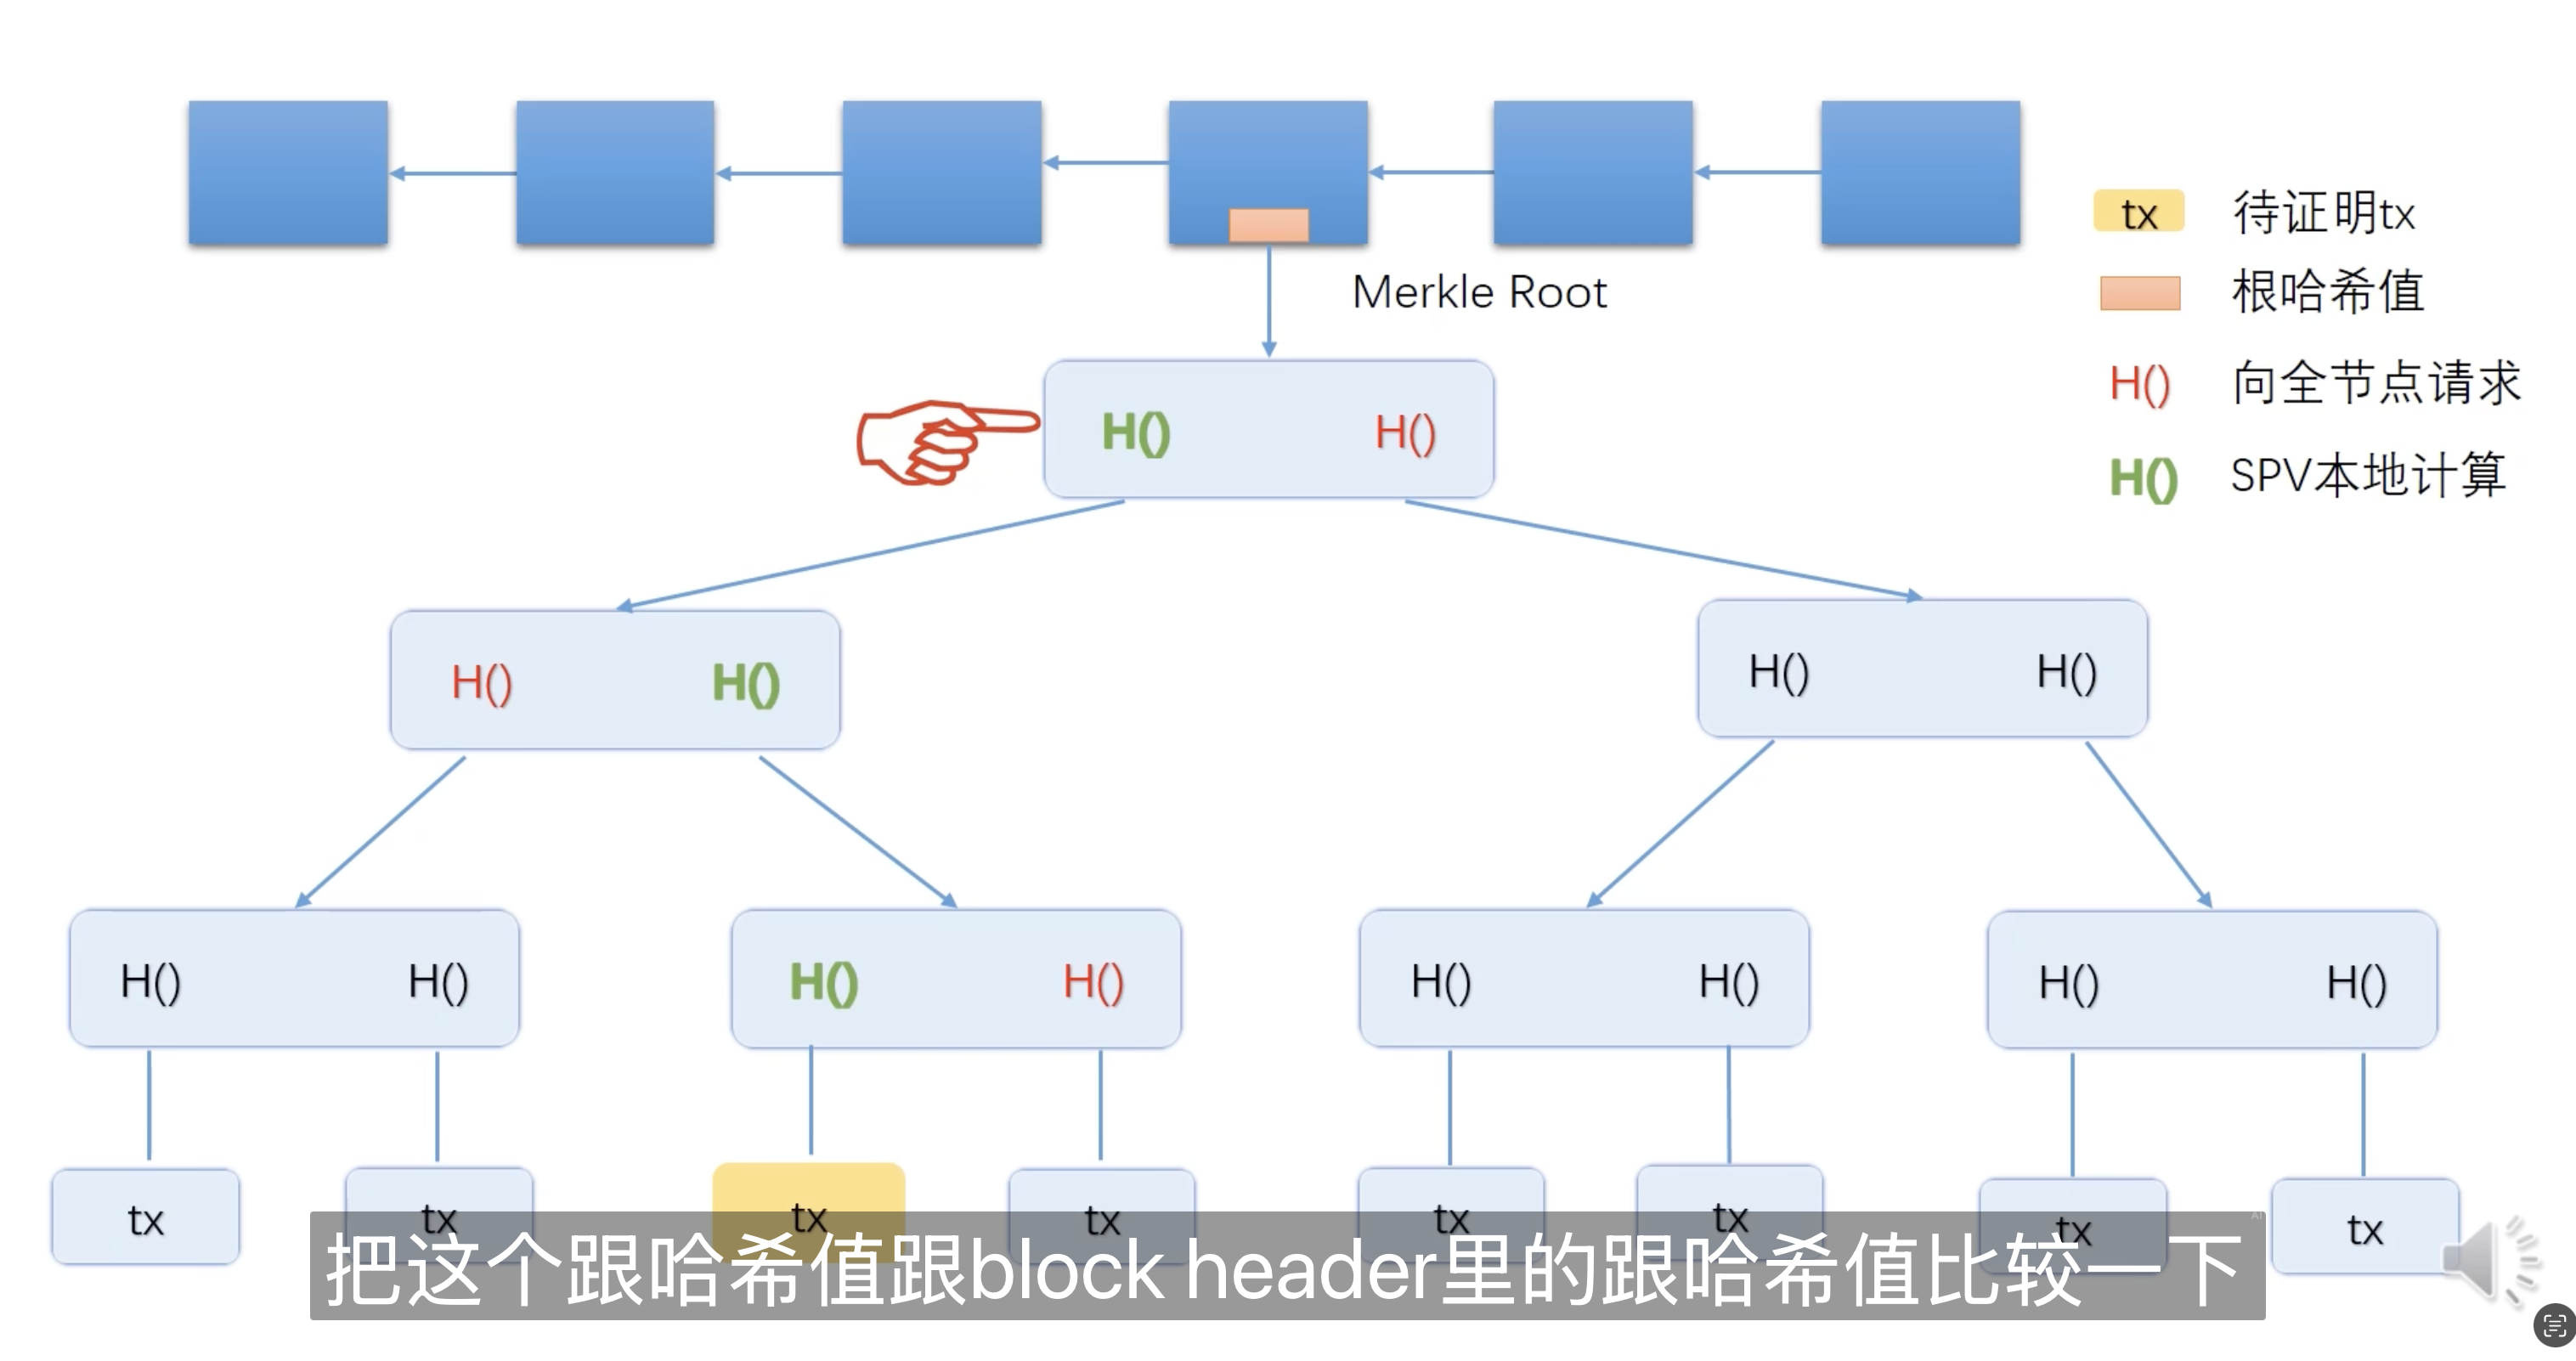 Merkle Root
tx 待证明tx
根哈希值
H() 向全节点请求
H() SPV本地计算
H() H()
H() H() H() H()
H() H() H() H() H() H() H() H()
tx tx tx tx tx tx tx tx
把这个跟哈希值跟block header里的跟哈希值比较一下
AI